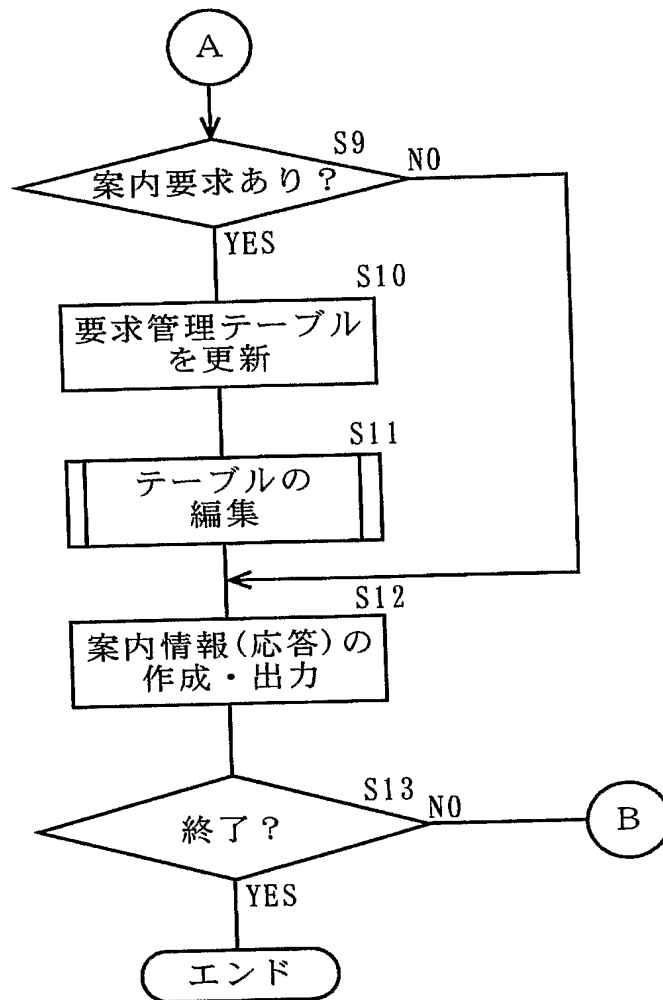 A
S9
案内要求あり？
NO
YES
S10
要求管理テーブル
を更新
S11
テーブルの
編集
S12
案内情報(応答)の
作成・出力
S13
終了？
NO
B
YES
エンド